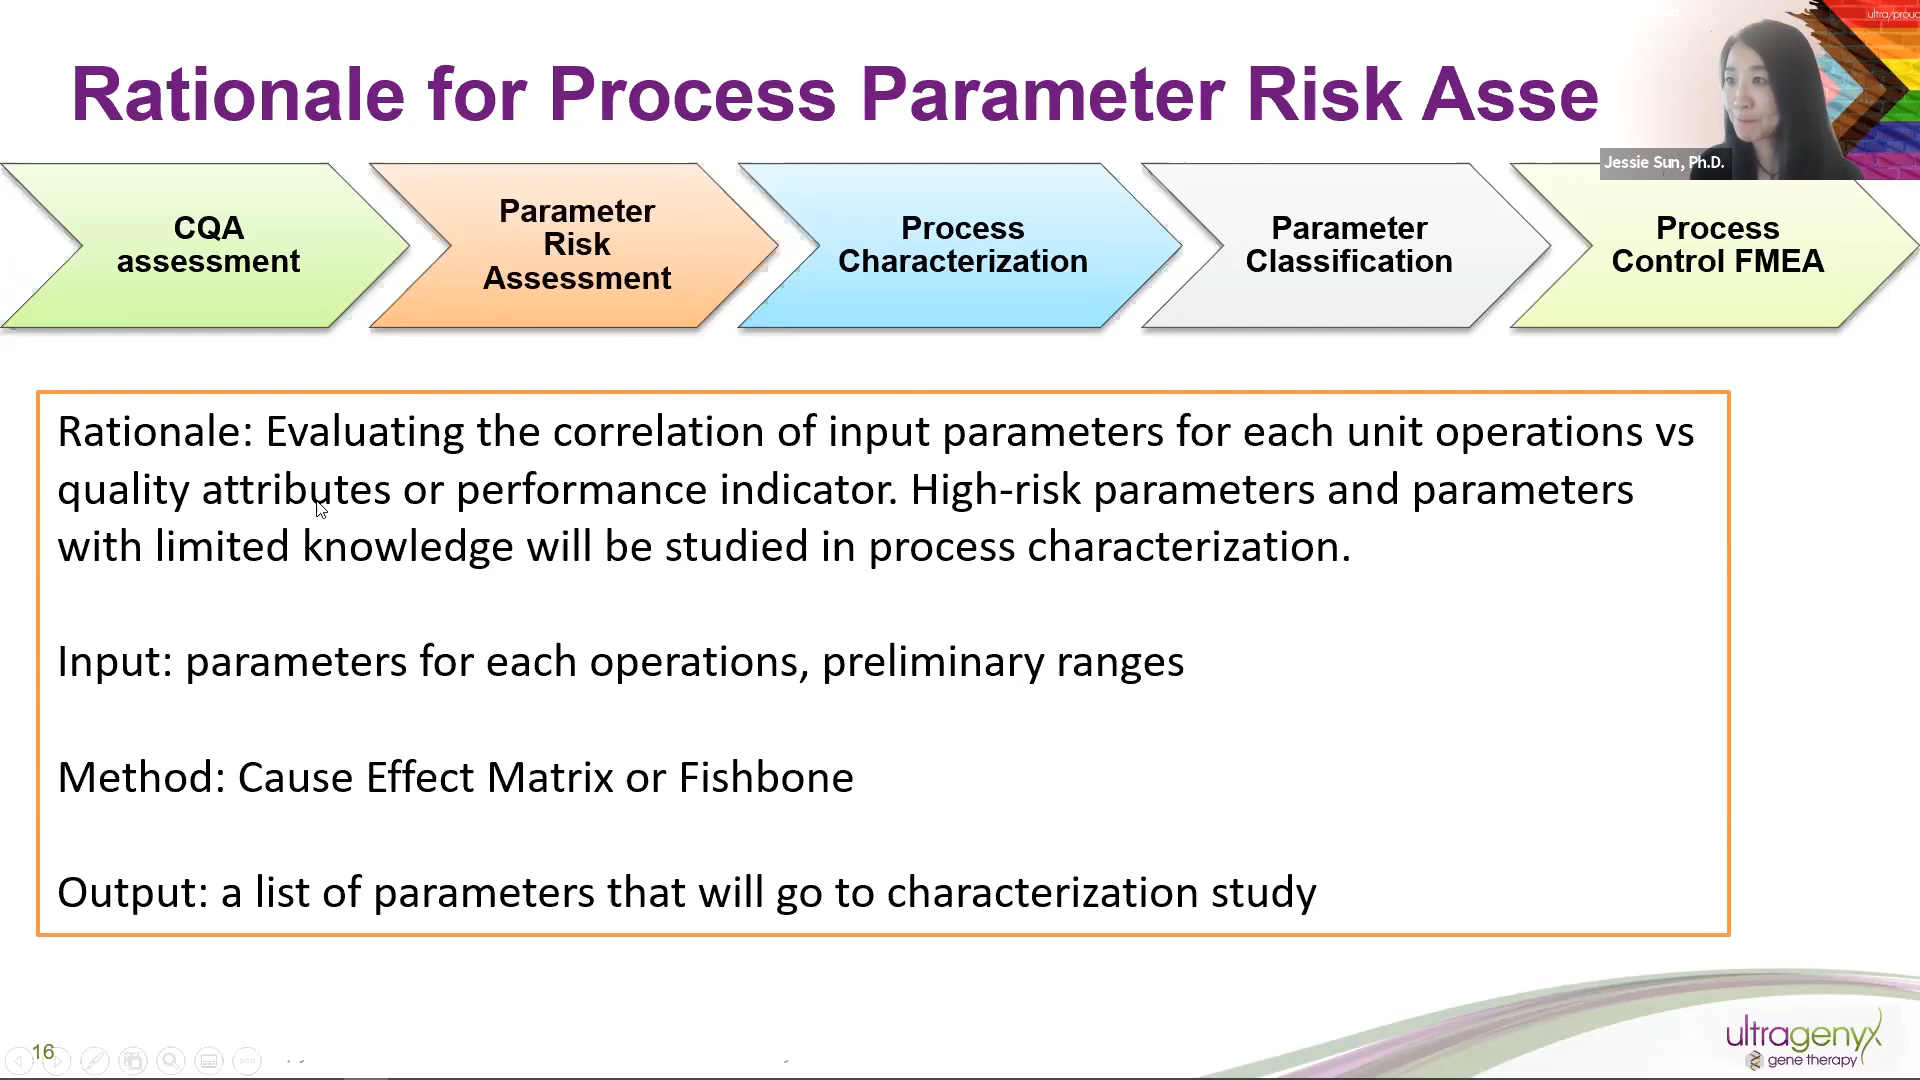 ultra/proud
Rationale for Process Parameter Risk Asse
Jessie Sun, Ph.D.
CQA
assessment
Parameter
Risk
Assessment
Process
Characterization
Parameter
Classification
Process
Control FMEA
Rationale: Evaluating the correlation of input parameters for each unit operations vs
quality attributes or performance indicator. High-risk parameters and parameters
with limited knowledge will be studied in process characterization.
Input: parameters for each operations, preliminary ranges
Method: Cause Effect Matrix or Fishbone
Output: a list of parameters that will go to characterization study
16
ultragenyx
gene therapy